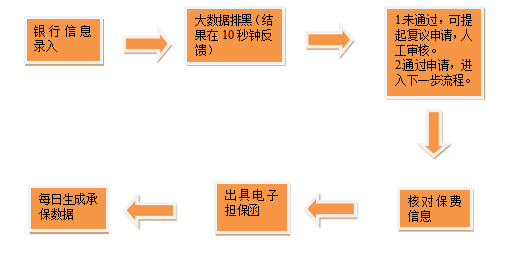 银行信息
录入
大数据排黑（结
果在 10 秒钟反
馈）
1.未通过，可提
起复议申请，人
工审核。
2.通过申请，进
入下一步流程。
核对保费
信息
出具电子
担保函
每日生成承
保数据